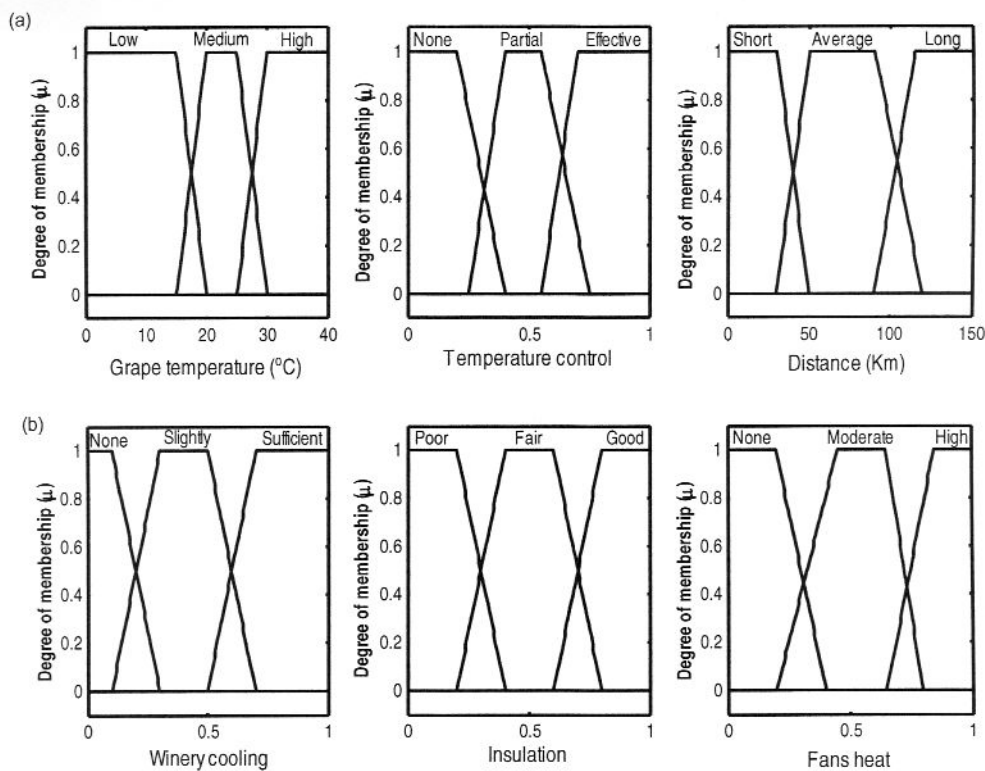 (a)
Low Medium High
Degree of membership (μ)
1
0.8
0.6
0.4
0.2
0
0 10 20 30 40
Grape temperature (°C)
None Partial Effective
Degree of membership (μ)
1
0.8
0.6
0.4
0.2
0
0 0.5 1
Temperature control
Short Average Long
Degree of membership (μ)
1
0.8
0.6
0.4
0.2
0
0 50 100 150
Distance (Km)
(b)
None Slightly Sufficient
Degree of membership (μ)
1
0.8
0.6
0.4
0.2
0
0 0.5 1
Winery cooling
Poor Fair Good
Degree of membership (μ)
1
0.8
0.6
0.4
0.2
0
0 0.5 1
Insulation
None Moderate High
Degree of membership (μ)
1
0.8
0.6
0.4
0.2
0
0 0.5 1
Fans heat